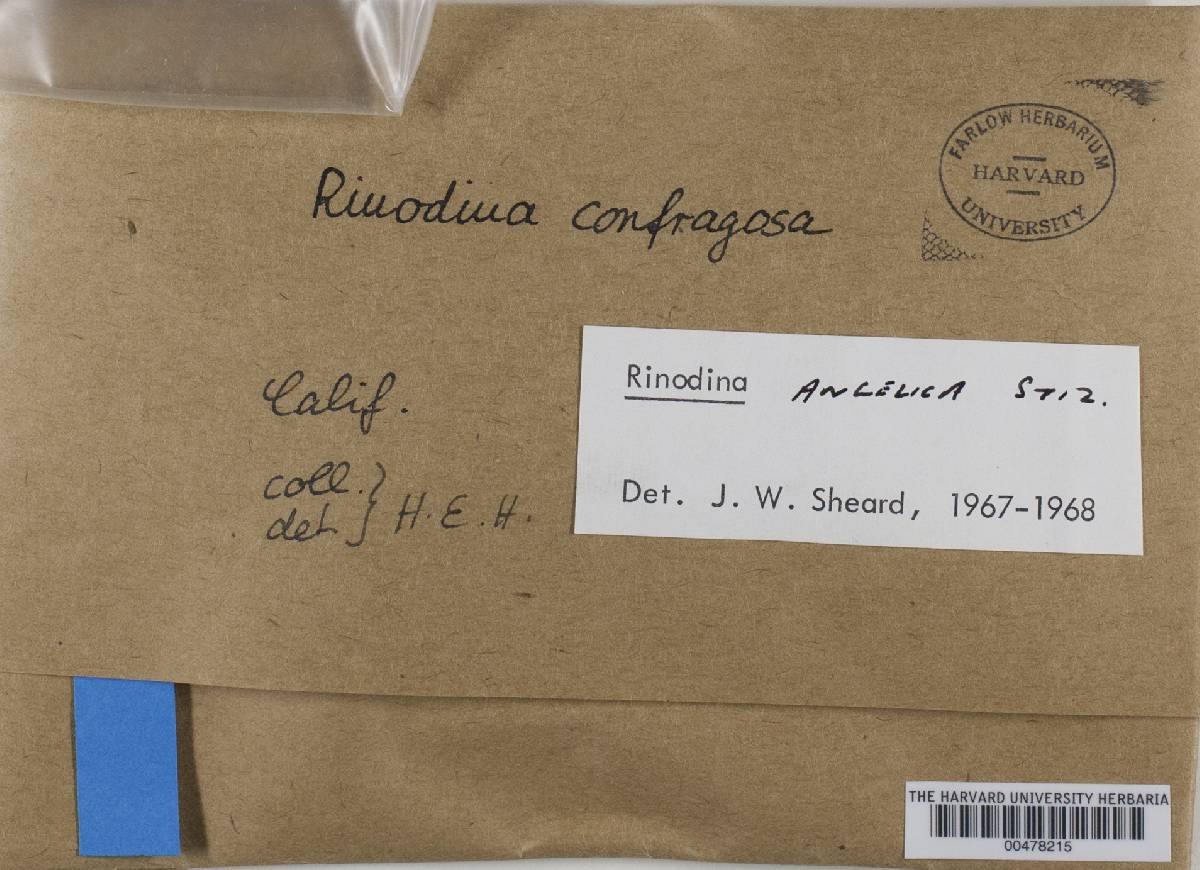 FARLOW HERBARIUM
HARVARD
UNIVERSITY
Rinodina confragosa
Rinodina ANGELICA STIZ.
Det. J. W. Sheard, 1967-1968
Calif.
coll. } H. E. H.
det. }
THE HARVARD UNIVERSITY HERBARIA
00478215